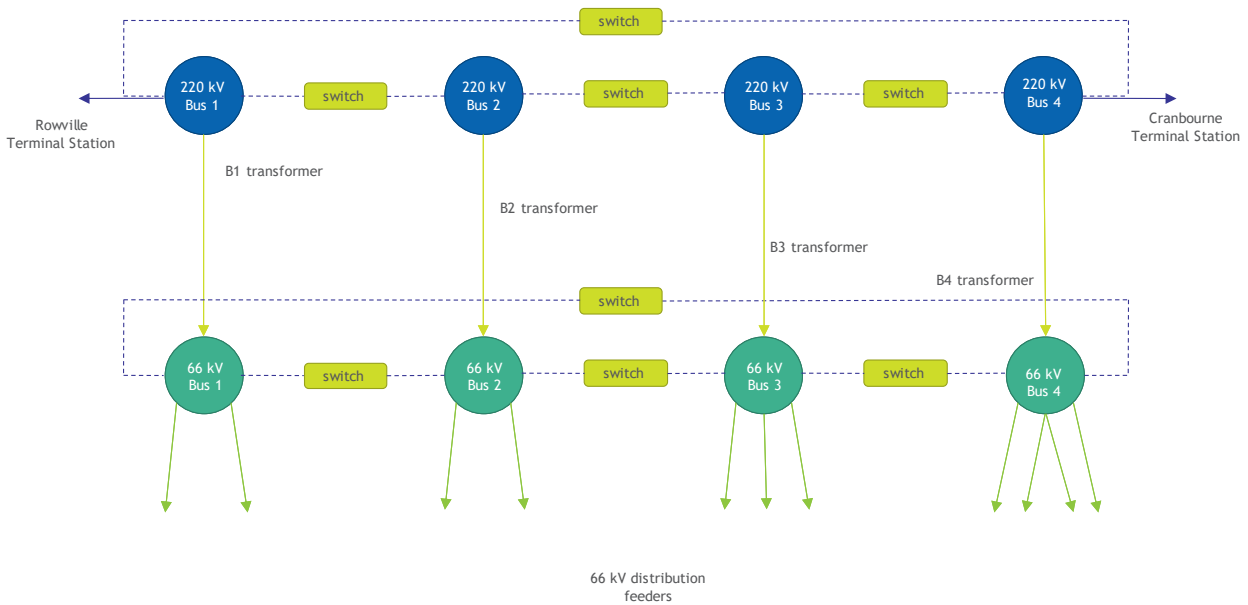 switch
220 kV
Bus 1
switch
220 kV
Bus 2
switch
220 kV
Bus 3
switch
220 kV
Bus 4
Rowville
Terminal Station
Cranbourne
Terminal Station
B1 transformer
B2 transformer
B3 transformer
B4 transformer
switch
66 kV
Bus 1
switch
66 kV
Bus 2
switch
66 kV
Bus 3
switch
66 kV
Bus 4
66 kV distribution
feeders